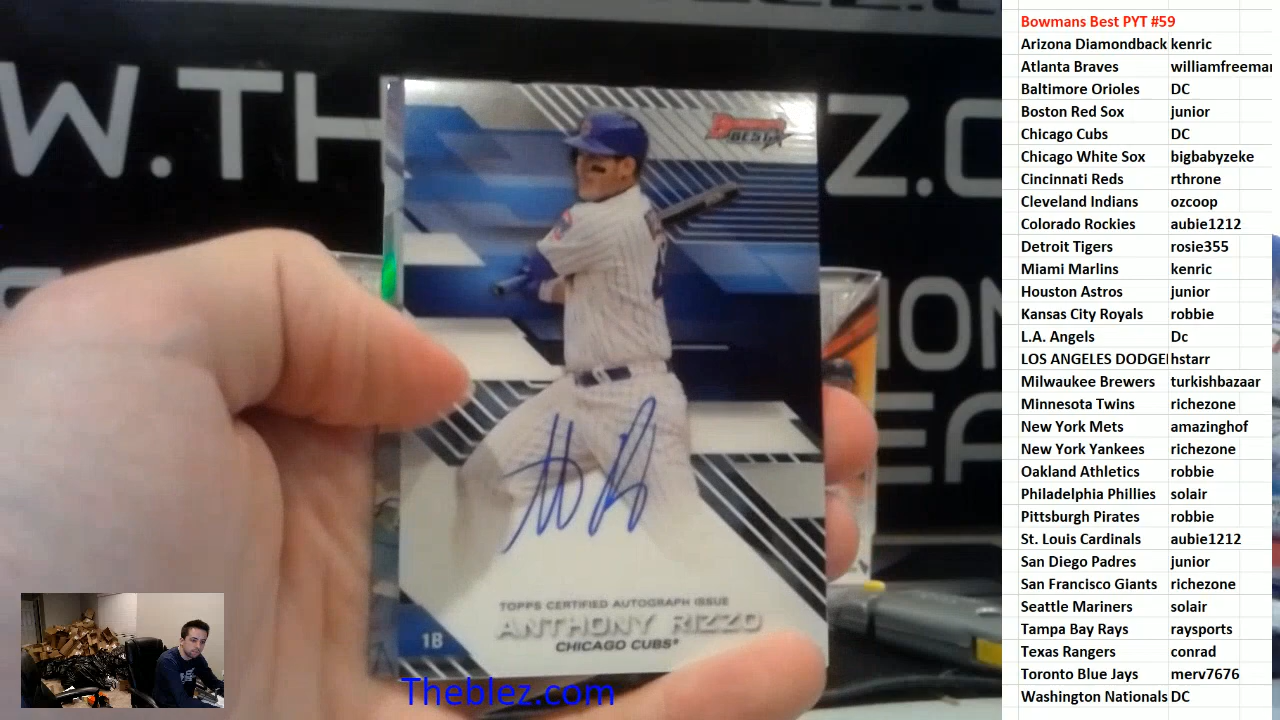 W.TH
Z.C
BOWMAN'S
BEST
TOPPS CERTIFIED AUTOGRAPH ISSUE
ANTHONY RIZZO
1B
CHICAGO CUBS®
Theblez.com
Bowmans Best PYT #59
Arizona Diamondback kenric
Atlanta Braves williamfreeman
Baltimore Orioles DC
Boston Red Sox junior
Chicago Cubs DC
Chicago White Sox bigbabyzeke
Cincinnati Reds rthrone
Cleveland Indians ozcoop
Colorado Rockies aubie1212
Detroit Tigers rosie355
Miami Marlins kenric
Houston Astros junior
Kansas City Royals robbie
L.A. Angels Dc
LOS ANGELES DODGE hstarr
Milwaukee Brewers turkishbazaar
Minnesota Twins richezone
New York Mets amazinghof
New York Yankees richezone
Oakland Athletics robbie
Philadelphia Phillies solair
Pittsburgh Pirates robbie
St. Louis Cardinals aubie1212
San Diego Padres junior
San Francisco Giants richezone
Seattle Mariners solair
Tampa Bay Rays raysports
Texas Rangers conrad
Toronto Blue Jays merv7676
Washington Nationals DC